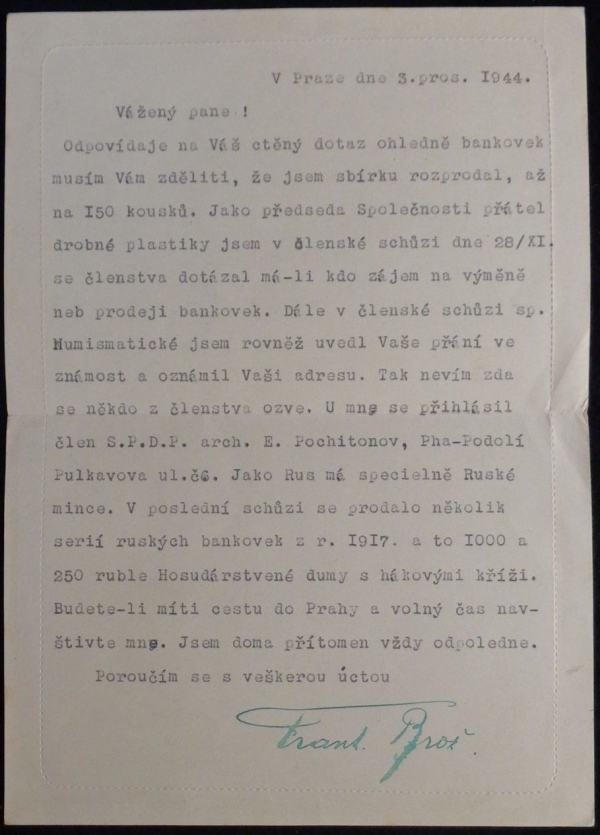 V Praze dne 3.pros. I944.
Vážený pane !
Odpovídaje na Váš ctěný dotaz ohledně bankovek
musím Vám zděliti, že jsem sbírku rozprodal, až
na I50 kousků. Jako předseda Společnosti přátel
drobné plastiky jsem v členské schůzi dne 28/XI.
se členstva dotázal má-li kdo zájem na výměně
neb prodeji bankovek. Dále v členské schůzi sp.
Numismatické jsem rovněž uvedl Vaše přání ve
známost a oznámil Vaši adresu. Tak nevím zda
se někdo z členstva ozve. U mne se přihlásil
člen S.P.D.P. arch. E. Pochitonov, Pha-Podolí
Pulkavova ul.č6. Jako Rus má specielně Ruské
mince. V poslední schůzi se prodalo několik
serií ruských bankovek z r. I9I7. a to I000 a
250 ruble Hosudárstvené dumy s hákovými kříži.
Budete-li míti cestu do Prahy a volný čas nav-
štivte mne. Jsem doma přítomen vždy odpoledne.
Poroučím se s veškerou úctou
Frant. Brož.